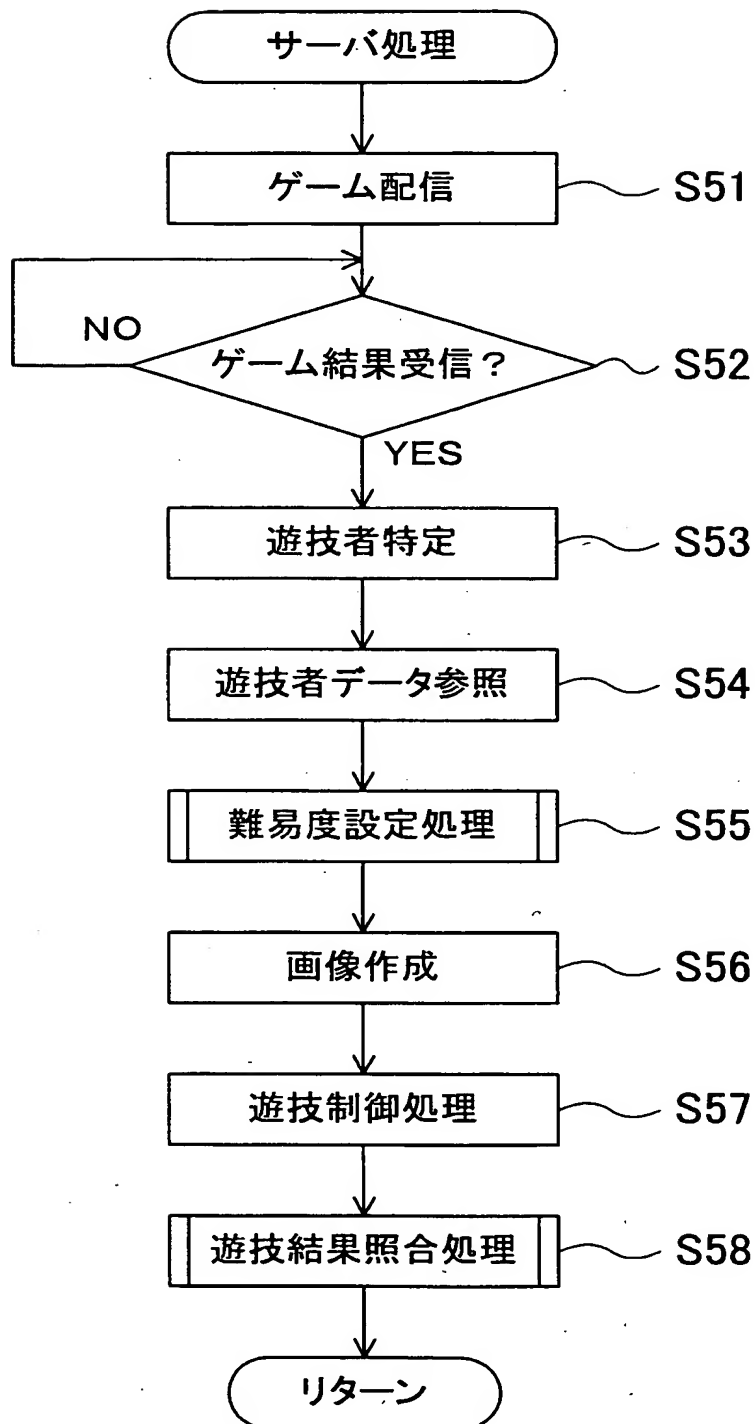 サーバ処理
ゲーム配信
S51
NO
ゲーム結果受信？
S52
YES
遊技者特定
S53
遊技者データ参照
S54
難易度設定処理
S55
画像作成
S56
遊技制御処理
S57
遊技結果照合処理
S58
リターン